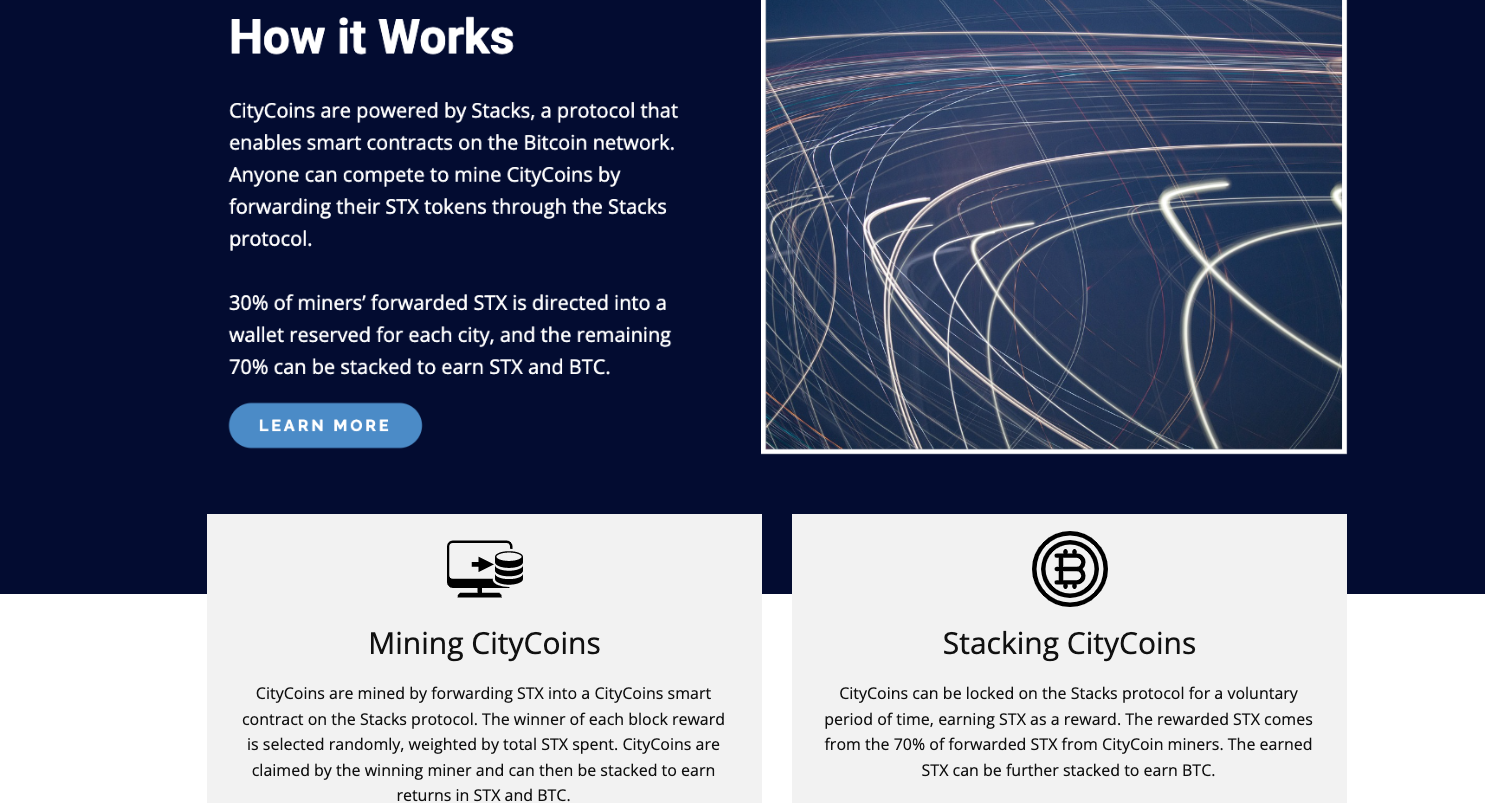 How it Works
CityCoins are powered by Stacks, a protocol that
enables smart contracts on the Bitcoin network.
Anyone can compete to mine CityCoins by
forwarding their STX tokens through the Stacks
protocol.
30% of miners’ forwarded STX is directed into a
wallet reserved for each city, and the remaining
70% can be stacked to earn STX and BTC.
LEARN MORE
Mining CityCoins
CityCoins are mined by forwarding STX into a CityCoins smart
contract on the Stacks protocol. The winner of each block reward
is selected randomly, weighted by total STX spent. CityCoins are
claimed by the winning miner and can then be stacked to earn
returns in STX and BTC.
Stacking CityCoins
CityCoins can be locked on the Stacks protocol for a voluntary
period of time, earning STX as a reward. The rewarded STX comes
from the 70% of forwarded STX from CityCoin miners. The earned
STX can be further stacked to earn BTC.